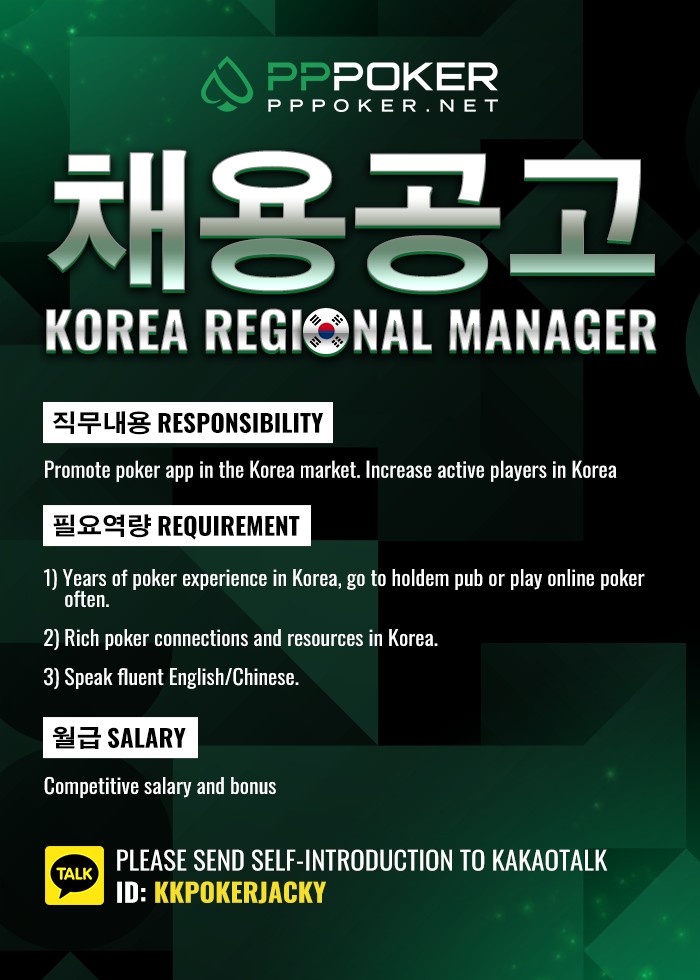 PPPOKER
PPPOKER.NET
채용공고
KOREA REGIONAL MANAGER
직무내용 RESPONSIBILITY
Promote poker app in the Korea market. Increase active players in Korea
필요역량 REQUIREMENT
1) Years of poker experience in Korea, go to holdem pub or play online poker
often.
2) Rich poker connections and resources in Korea.
3) Speak fluent English/Chinese.
월급 SALARY
Competitive salary and bonus
TALK
PLEASE SEND SELF-INTRODUCTION TO KAKAOTALK
ID: KKPOKERJACKY